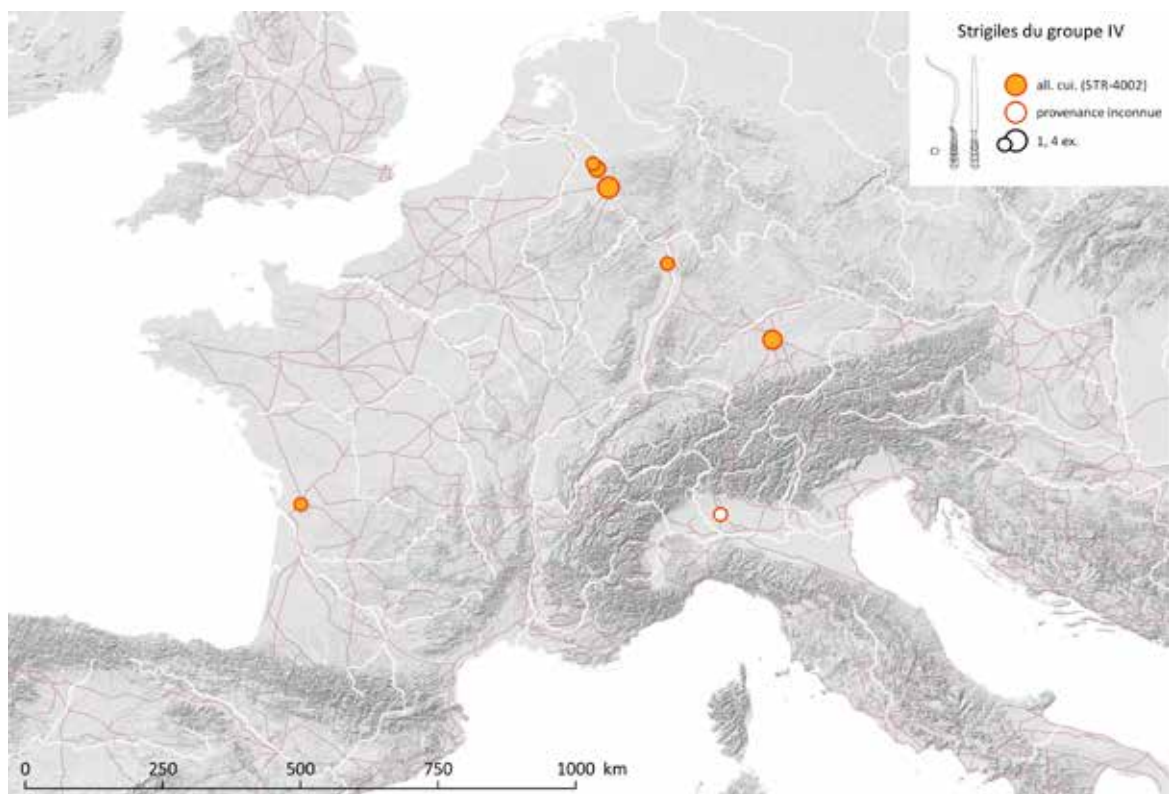 Strigiles du groupe IV
all. cui. (STR-4002)
provenance inconnue
1, 4 ex.
0 250 500 750 1000 km